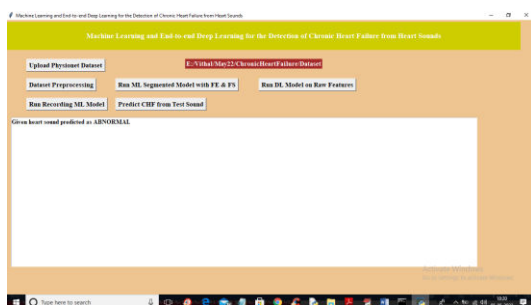 Machine Learning and End-to-end Deep Learning for the Detection of Chronic Heart Failure from Heart Sounds
Machine Learning and End-to-end Deep Learning for the Detection of Chronic Heart Failure from Heart Sounds
Upload Physionet Dataset
E:/Vithal/May22/ChronicHeartFailure/Dataset
Dataset Preprocessing
Run ML Segmented Model with FE & FS
Run DL Model on Raw Features
Run Recording ML Model
Predict CHF from Test Sound
Given heart sound predicted as ABNORMAL
Activate Windows
Type here to search